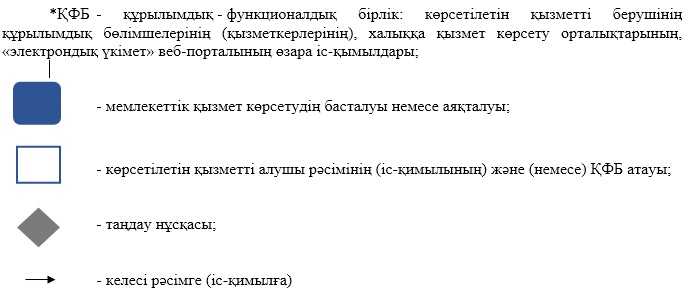 *ҚФБ - құрылымдық - функционалдық бірлік: көрсетілетін қызметті берушінің
құрылымдық бөлімшелерінің (қызметкерлерінің), халыққа қызмет көрсету орталықтарының,
«электрондық үкімет» веб-порталының өзара іс-қимылдары;
- мемлекеттік қызмет көрсетудің басталуы немесе аяқталуы;
- көрсетілетін қызметті алушы рәсімінің (іс-қимылының) және (немесе) ҚФБ атауы;
- таңдау нұсқасы;
- келесі рәсімге (іс-қимылға)